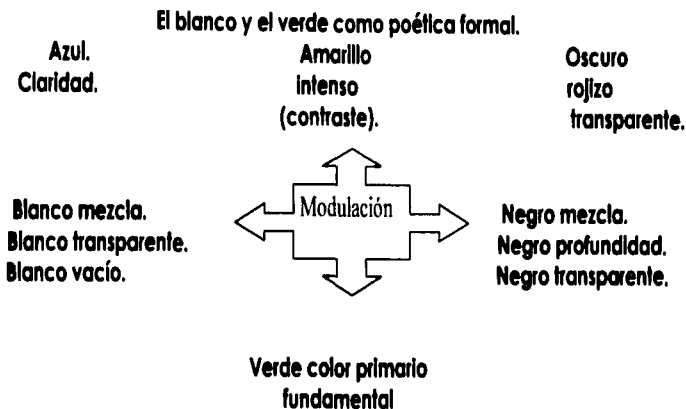 El blanco y el verde como poética formal.
Azul.
Claridad.
Amarillo
intenso
(contraste).
Oscuro
rojizo
transparente.
Blanco mezcla.
Blanco transparente.
Blanco vacío.
Modulación
Negro mezcla.
Negro profundidad.
Negro transparente.
Verde color primario
fundamental